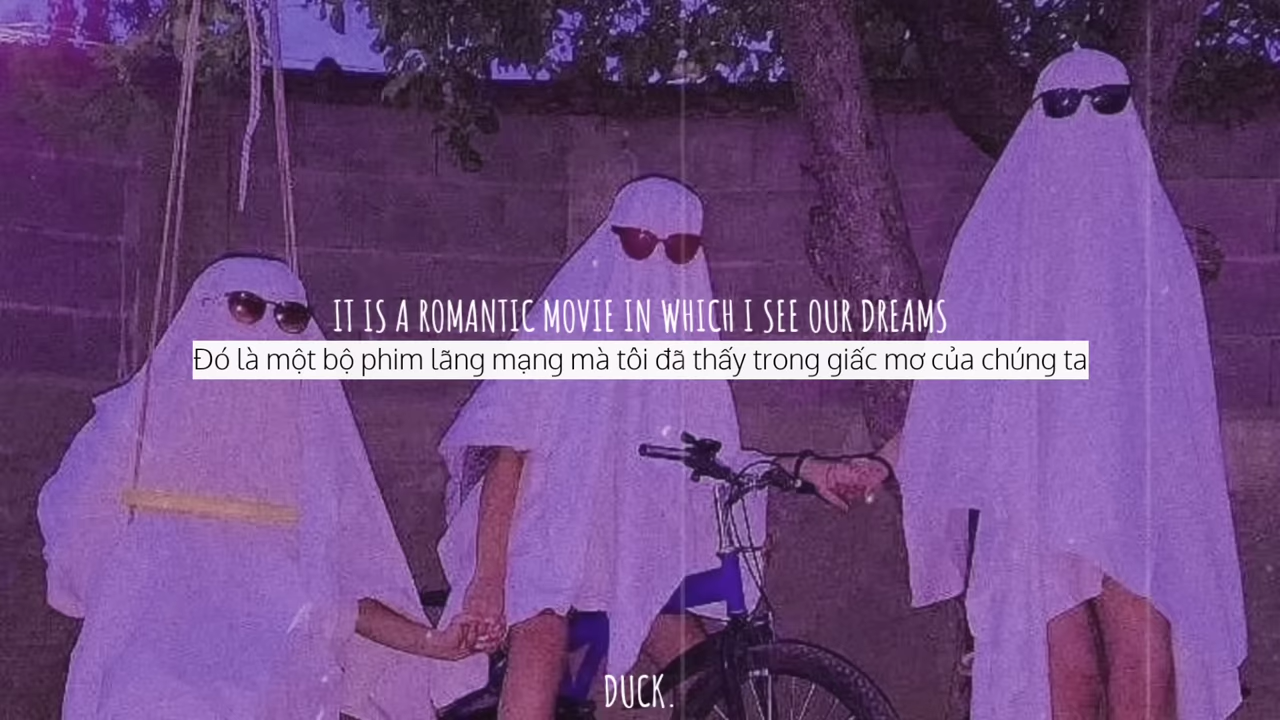 IT IS A ROMANTIC MOVIE IN WHICH I SEE OUR DREAMS
Đó là một bộ phim lãng mạng mà tôi đã thấy trong giấc mơ của chúng ta
DUCK.